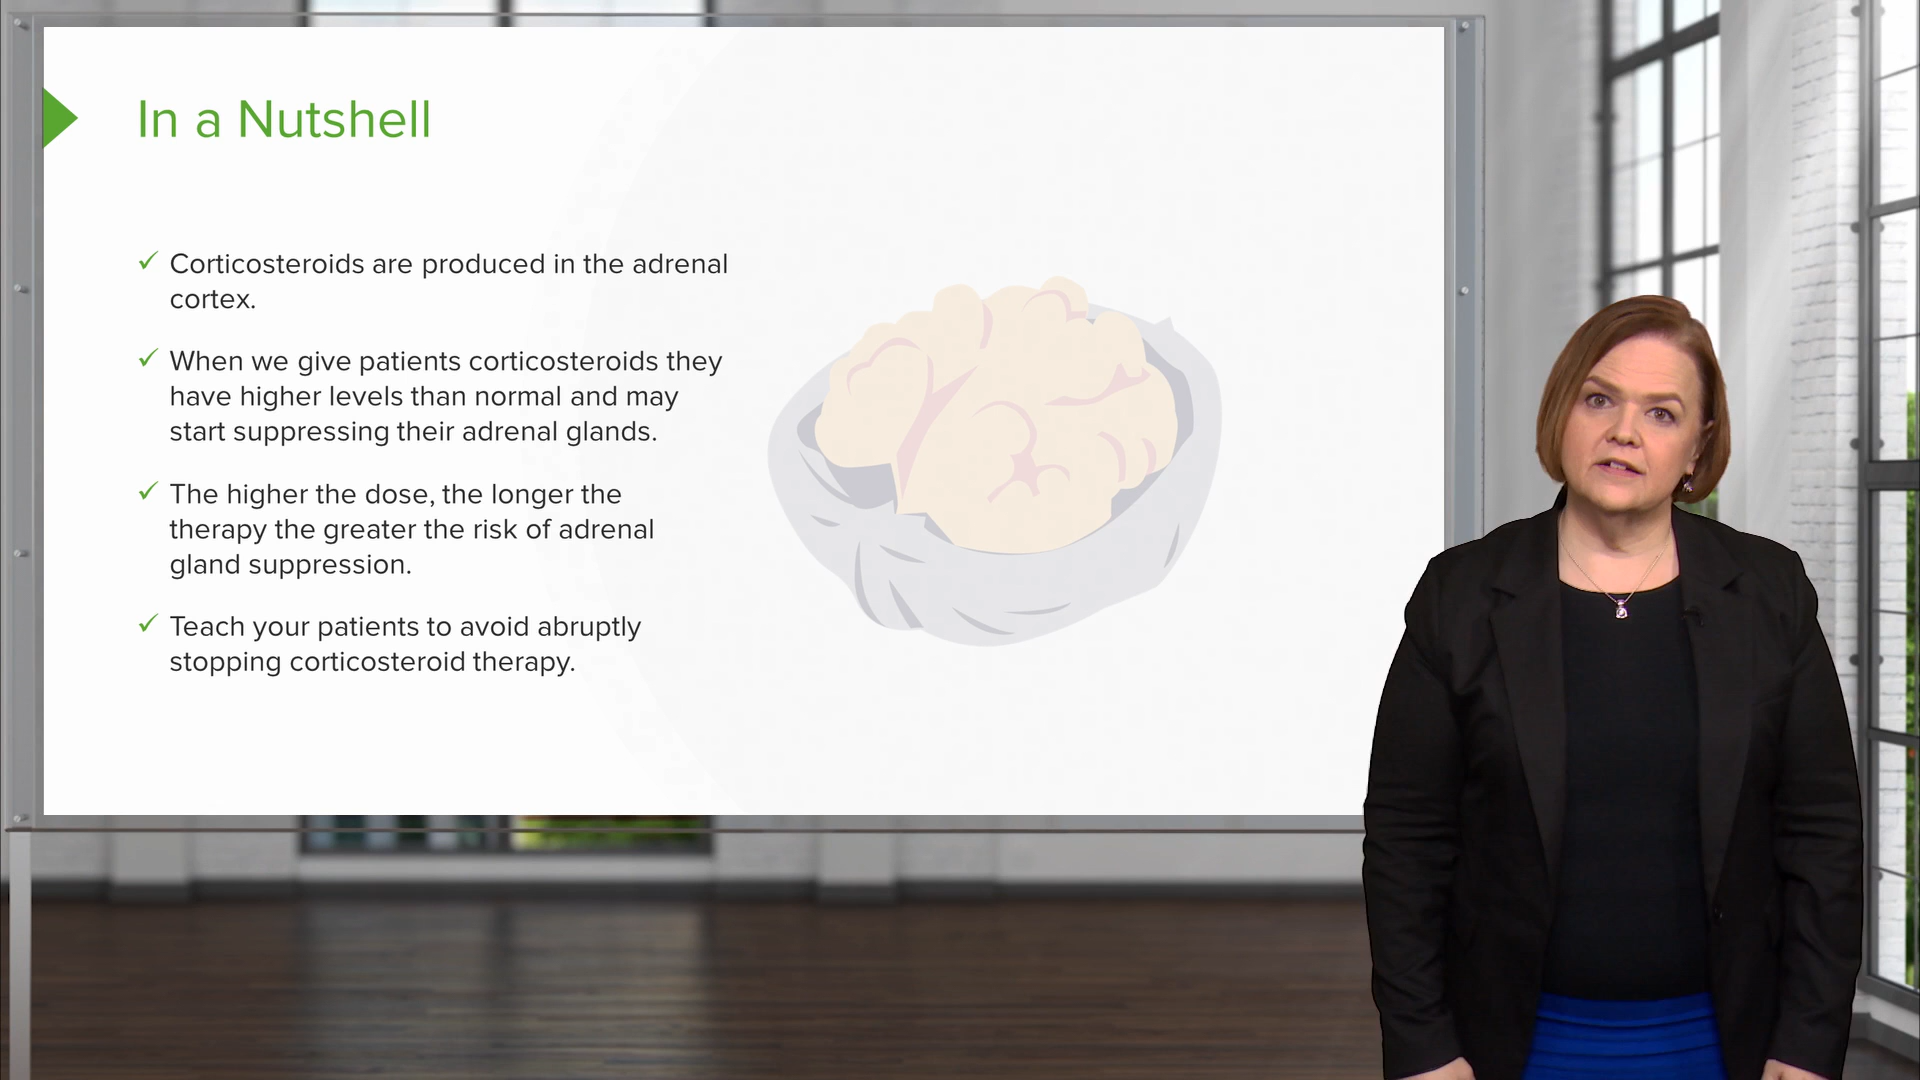 In a Nutshell
Corticosteroids are produced in the adrenal
cortex.
When we give patients corticosteroids they
have higher levels than normal and may
start suppressing their adrenal glands.
The higher the dose, the longer the
therapy the greater the risk of adrenal
gland suppression.
Teach your patients to avoid abruptly
stopping corticosteroid therapy.